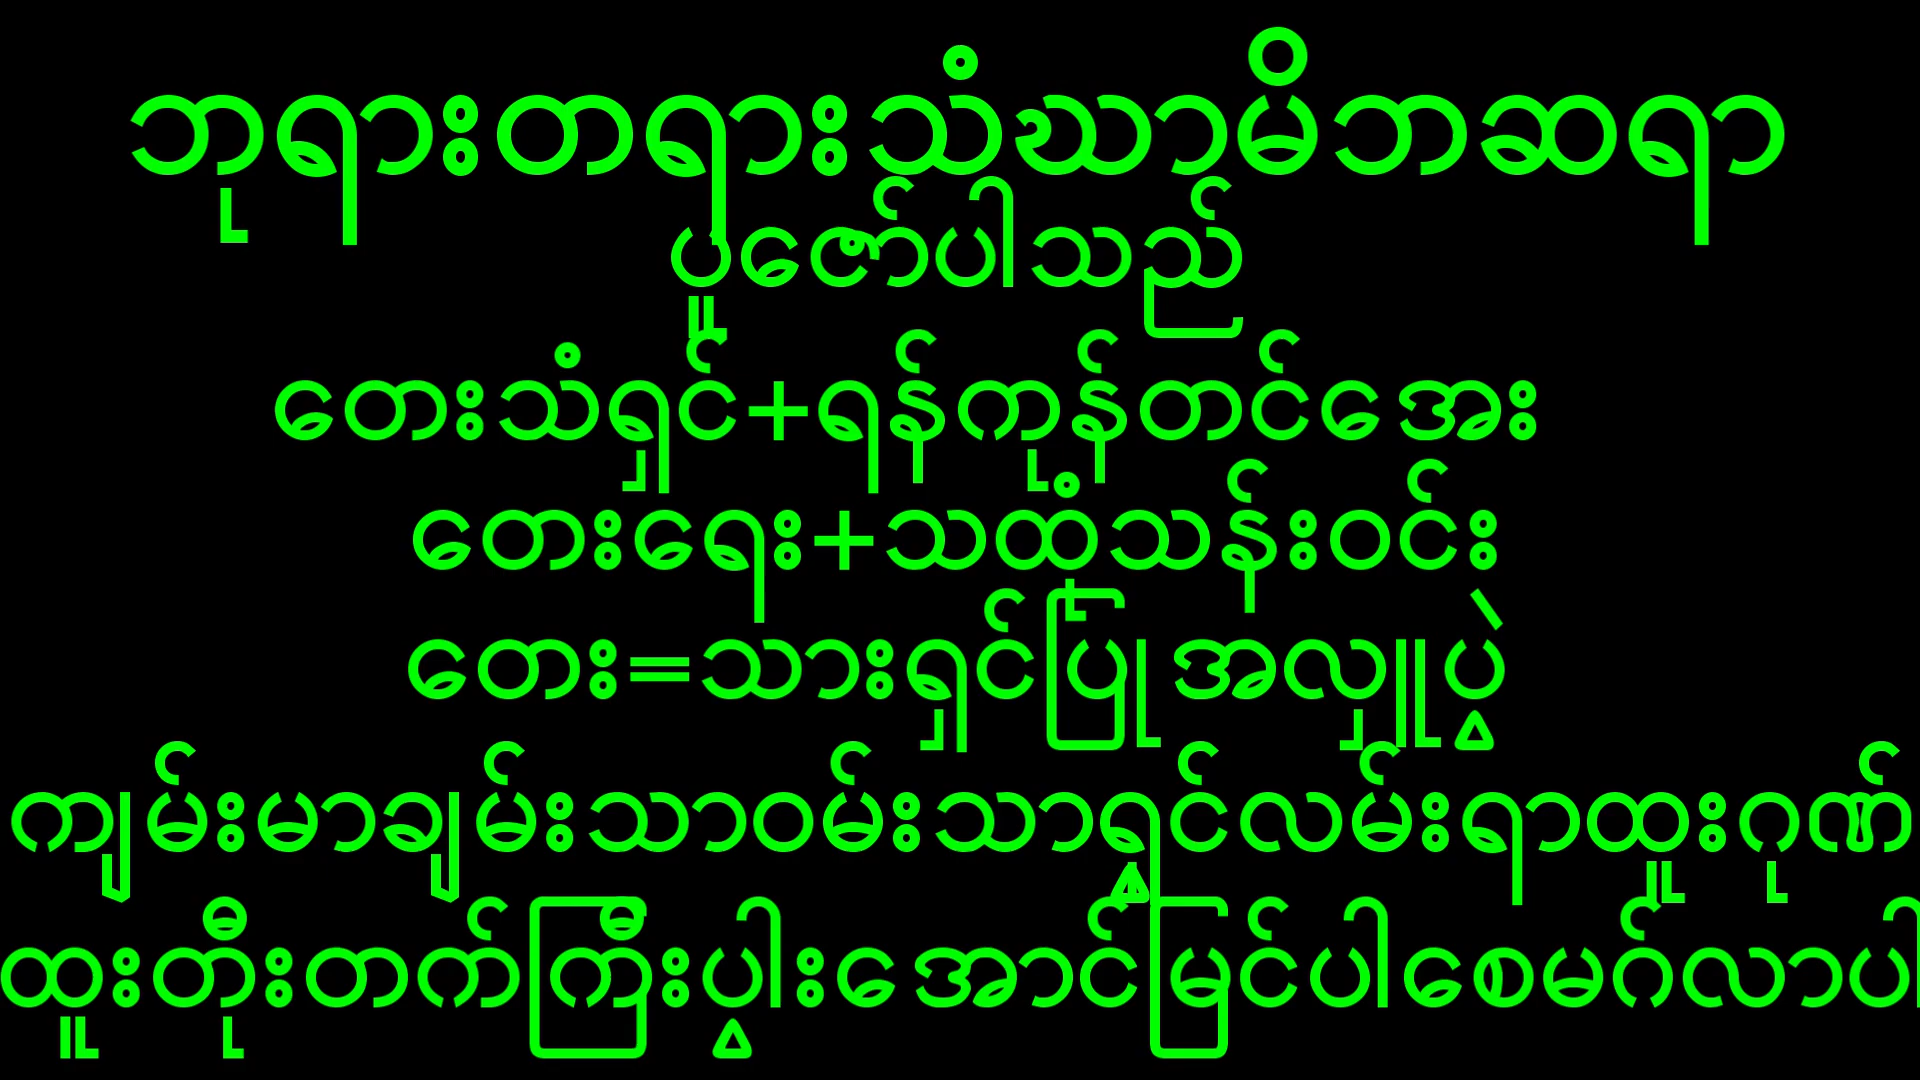 ဘုရားတရားသံဃာမိဘဆရာ
ပူဇော်ပါသည်
တေးသံရှင်+ရန်ကုန်တင်အေး
တေးရေး+သထုံသန်းဝင်း
တေး=သားရှင်ပြုအလှူပွဲ
ကျမ်းမာချမ်းသာဝမ်းသာရွှင်လမ်းရာထူးဂုဏ်
ထူးတိုးတက်ကြီးပွါးအောင်မြင်ပါစေမင်္ဂလာပါ